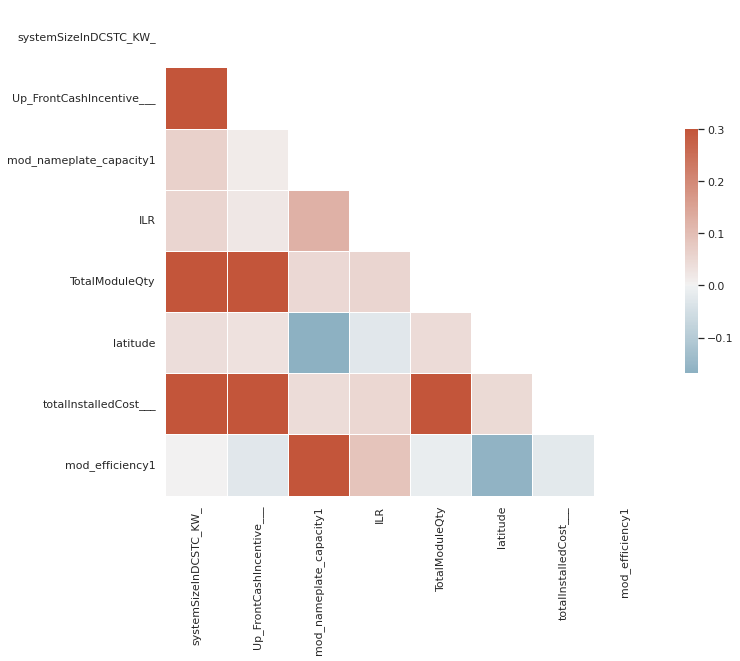 systemSizeInDCSTC_KW_
Up_FrontCashIncentive___
mod_nameplate_capacity1
ILR
TotalModuleQty
latitude
totalInstalledCost___
mod_efficiency1
systemSizeInDCSTC_KW_
Up_FrontCashIncentive___
mod_nameplate_capacity1
ILR
TotalModuleQty
latitude
totalInstalledCost___
mod_efficiency1
0.3
0.2
0.1
0.0
−0.1